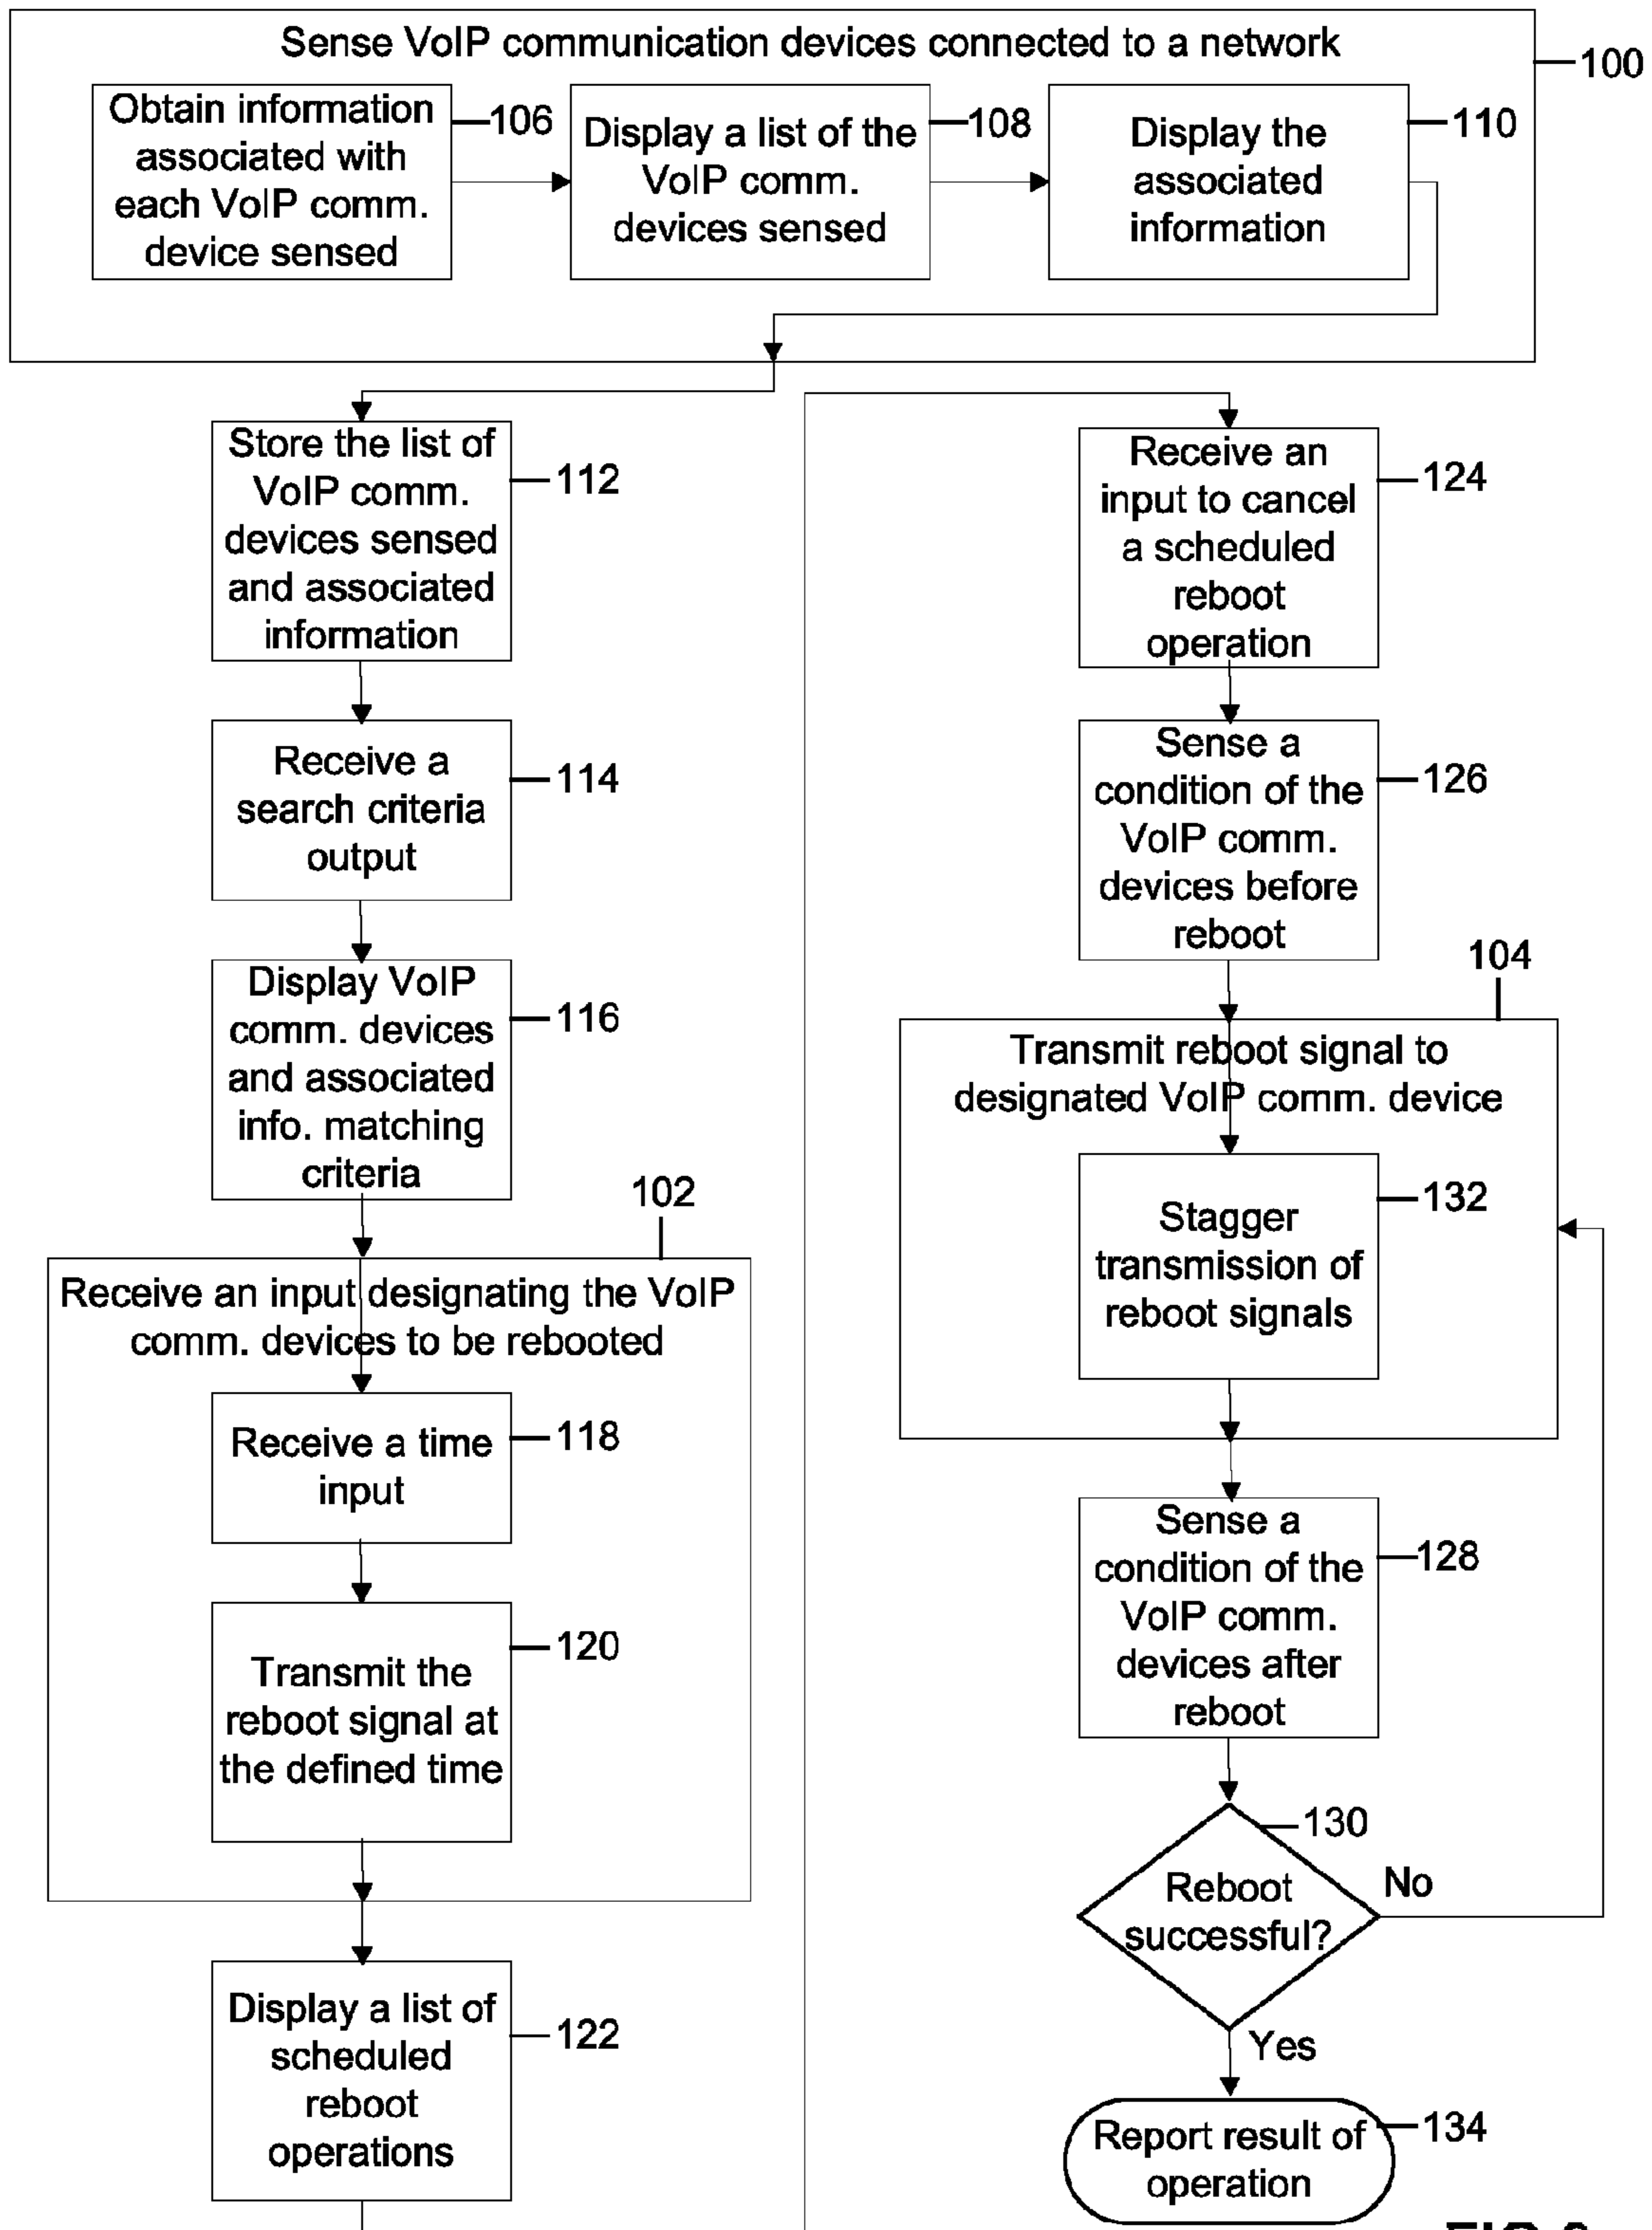 Sense VoIP communication devices connected to a network
100
Obtain information
associated with
each VoIP comm.
device sensed
106
Display a list of the
VoIP comm.
devices sensed
108
Display the
associated
information
110
Store the list of
VoIP comm.
devices sensed
and associated
information
112
Receive a
search criteria
output
114
Display VoIP
comm. devices
and associated
info. matching
criteria
116
102
Receive an input designating the VoIP
comm. devices to be rebooted
Receive a time
input
118
Transmit the
reboot signal at
the defined time
120
Display a list of
scheduled
reboot
operations
122
Receive an
input to cancel
a scheduled
reboot
operation
124
Sense a
condition of the
VoIP comm.
devices before
reboot
126
104
Transmit reboot signal to
designated VoIP comm. device
Stagger
transmission of
reboot signals
132
Sense a
condition of the
VoIP comm.
devices after
reboot
128
130
Reboot
successful?
No
Yes
Report result of
operation
134